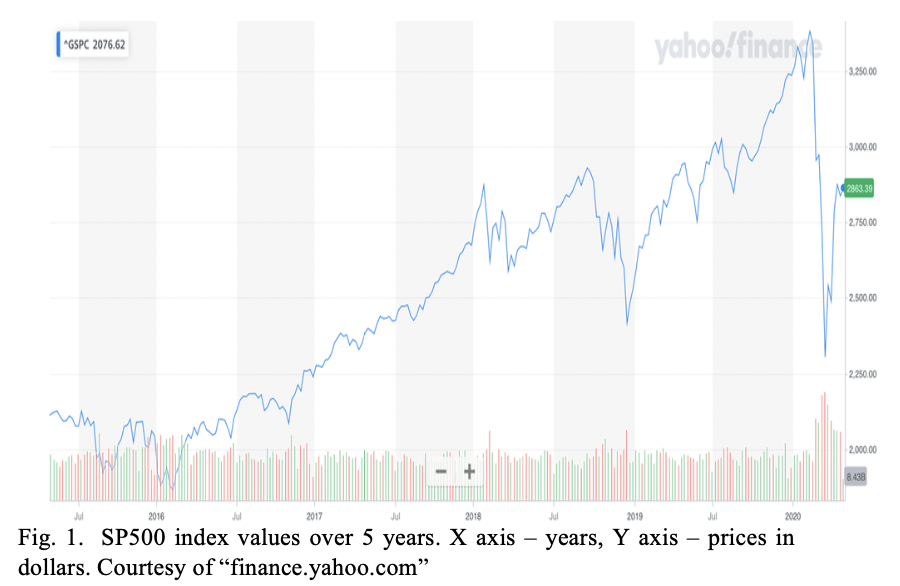 ^GSPC 2076.62
yahoo!finance
3,250.00
3,000.00
2863.39
2,750.00
2,500.00
2,250.00
2,000.00
8.43B
Jul 2016 Jul 2017 Jul 2018 Jul 2019 Jul 2020
Fig. 1. SP500 index values over 5 years. X axis – years, Y axis – prices in
dollars. Courtesy of “finance.yahoo.com”